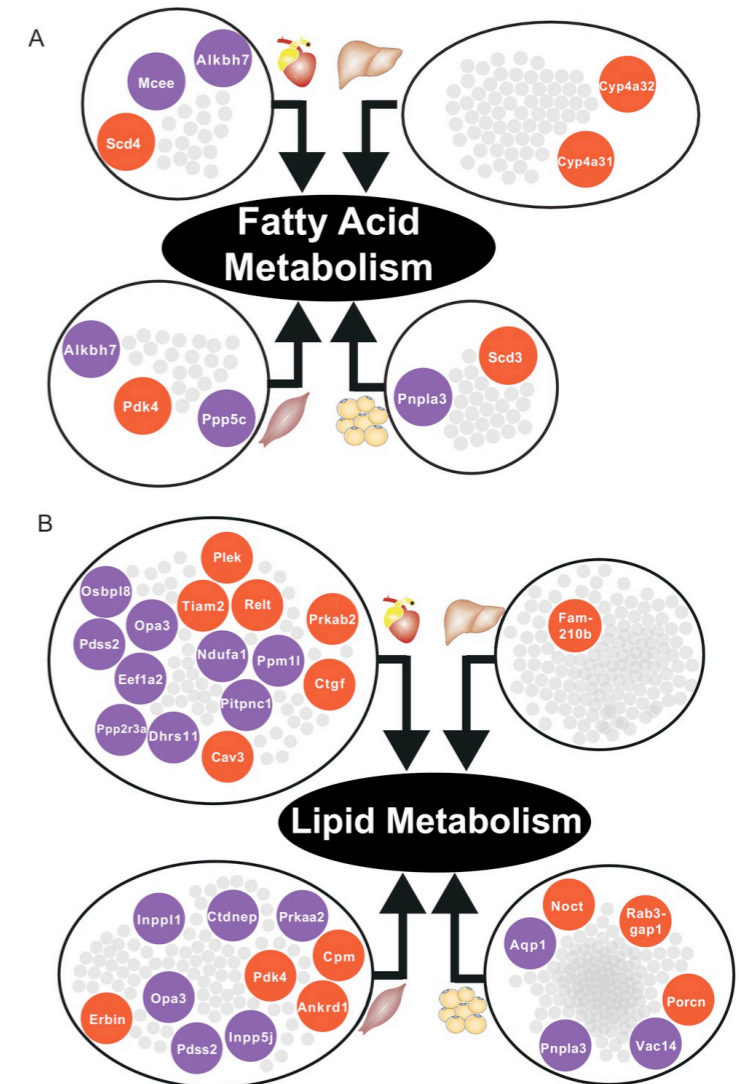 A
Alkbh7
Mcee
Scd4
Cyp4a32
Cyp4a31
Fatty Acid
Metabolism
Alkbh7
Pdk4
Ppp5c
Scd3
Pnpla3
B
Plek
Osbpl8
Tiam2
Relt
Prkab2
Opa3
Pdss2
Ndufa1
Ppm1l
Eef1a2
Ctgf
Pitpnc1
Ppp2r3a
Dhrs11
Cav3
Fam-
210b
Lipid Metabolism
Inppl1
Ctdnep
Prkaa2
Cpm
Pdk4
Opa3
Ankrd1
Erbin
Inpp5j
Pdss2
Noct
Rab3-
gap1
Aqp1
Porcn
Pnpla3
Vac14